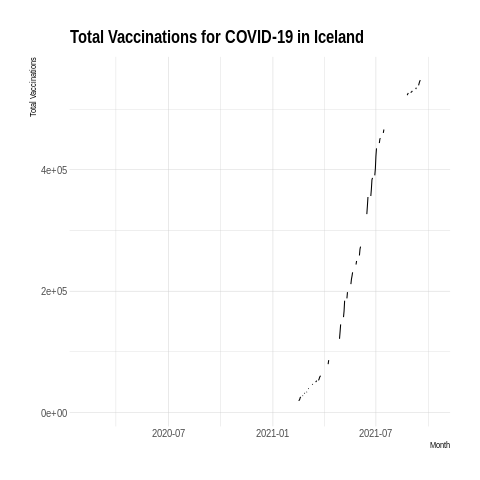 Total Vaccinations for COVID-19 in Iceland
Total Vaccinations
4e+05
2e+05
0e+00
2020-07
2021-01
2021-07
Month